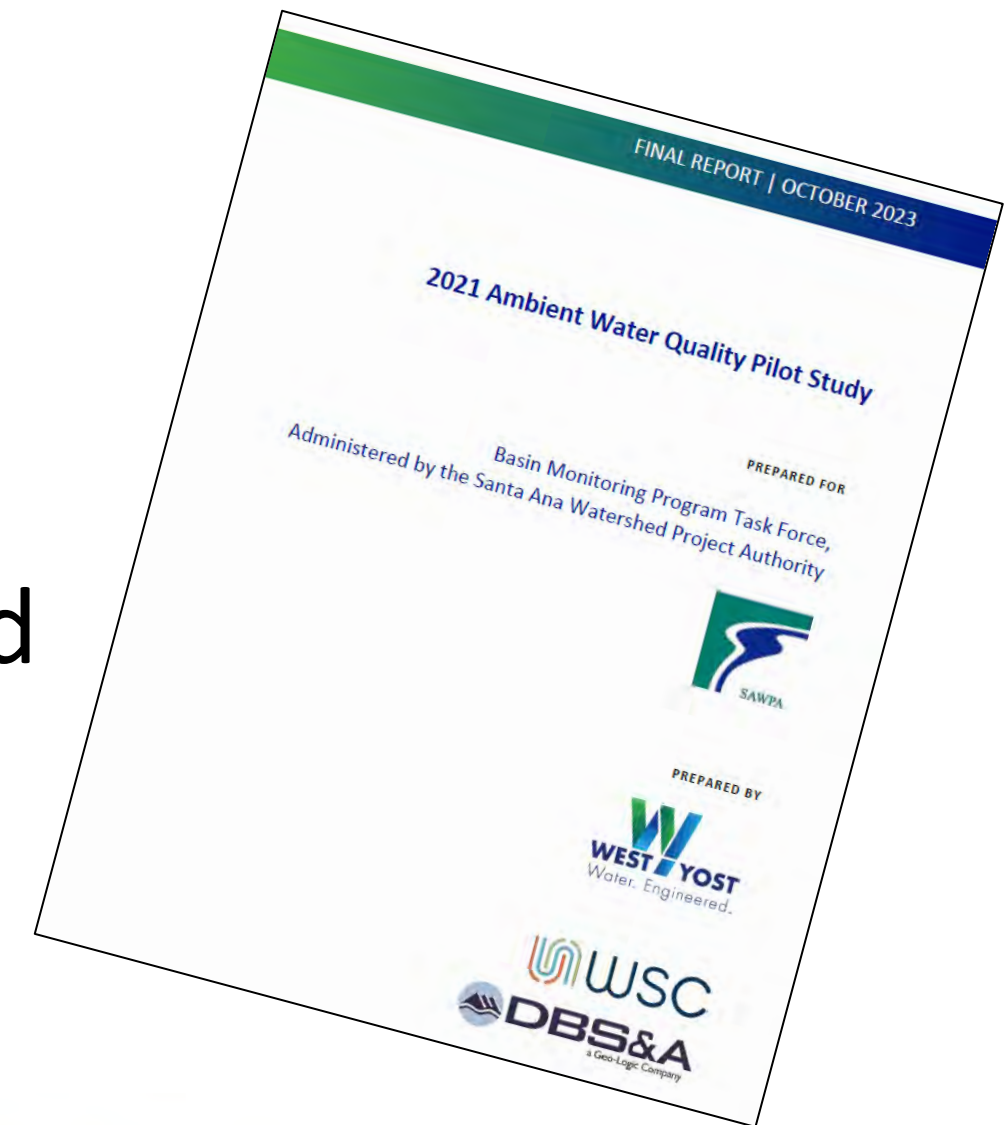 FINAL REPORT | OCTOBER 2023
2021 Ambient Water Quality Pilot Study
PREPARED FOR
Basin Monitoring Program Task Force,
Administered by the Santa Ana Watershed Project Authority
SAWPA
d
PREPARED BY
WEST YOST
Water. Engineered.
WSC
DBS&A
a Geo-Logic Company